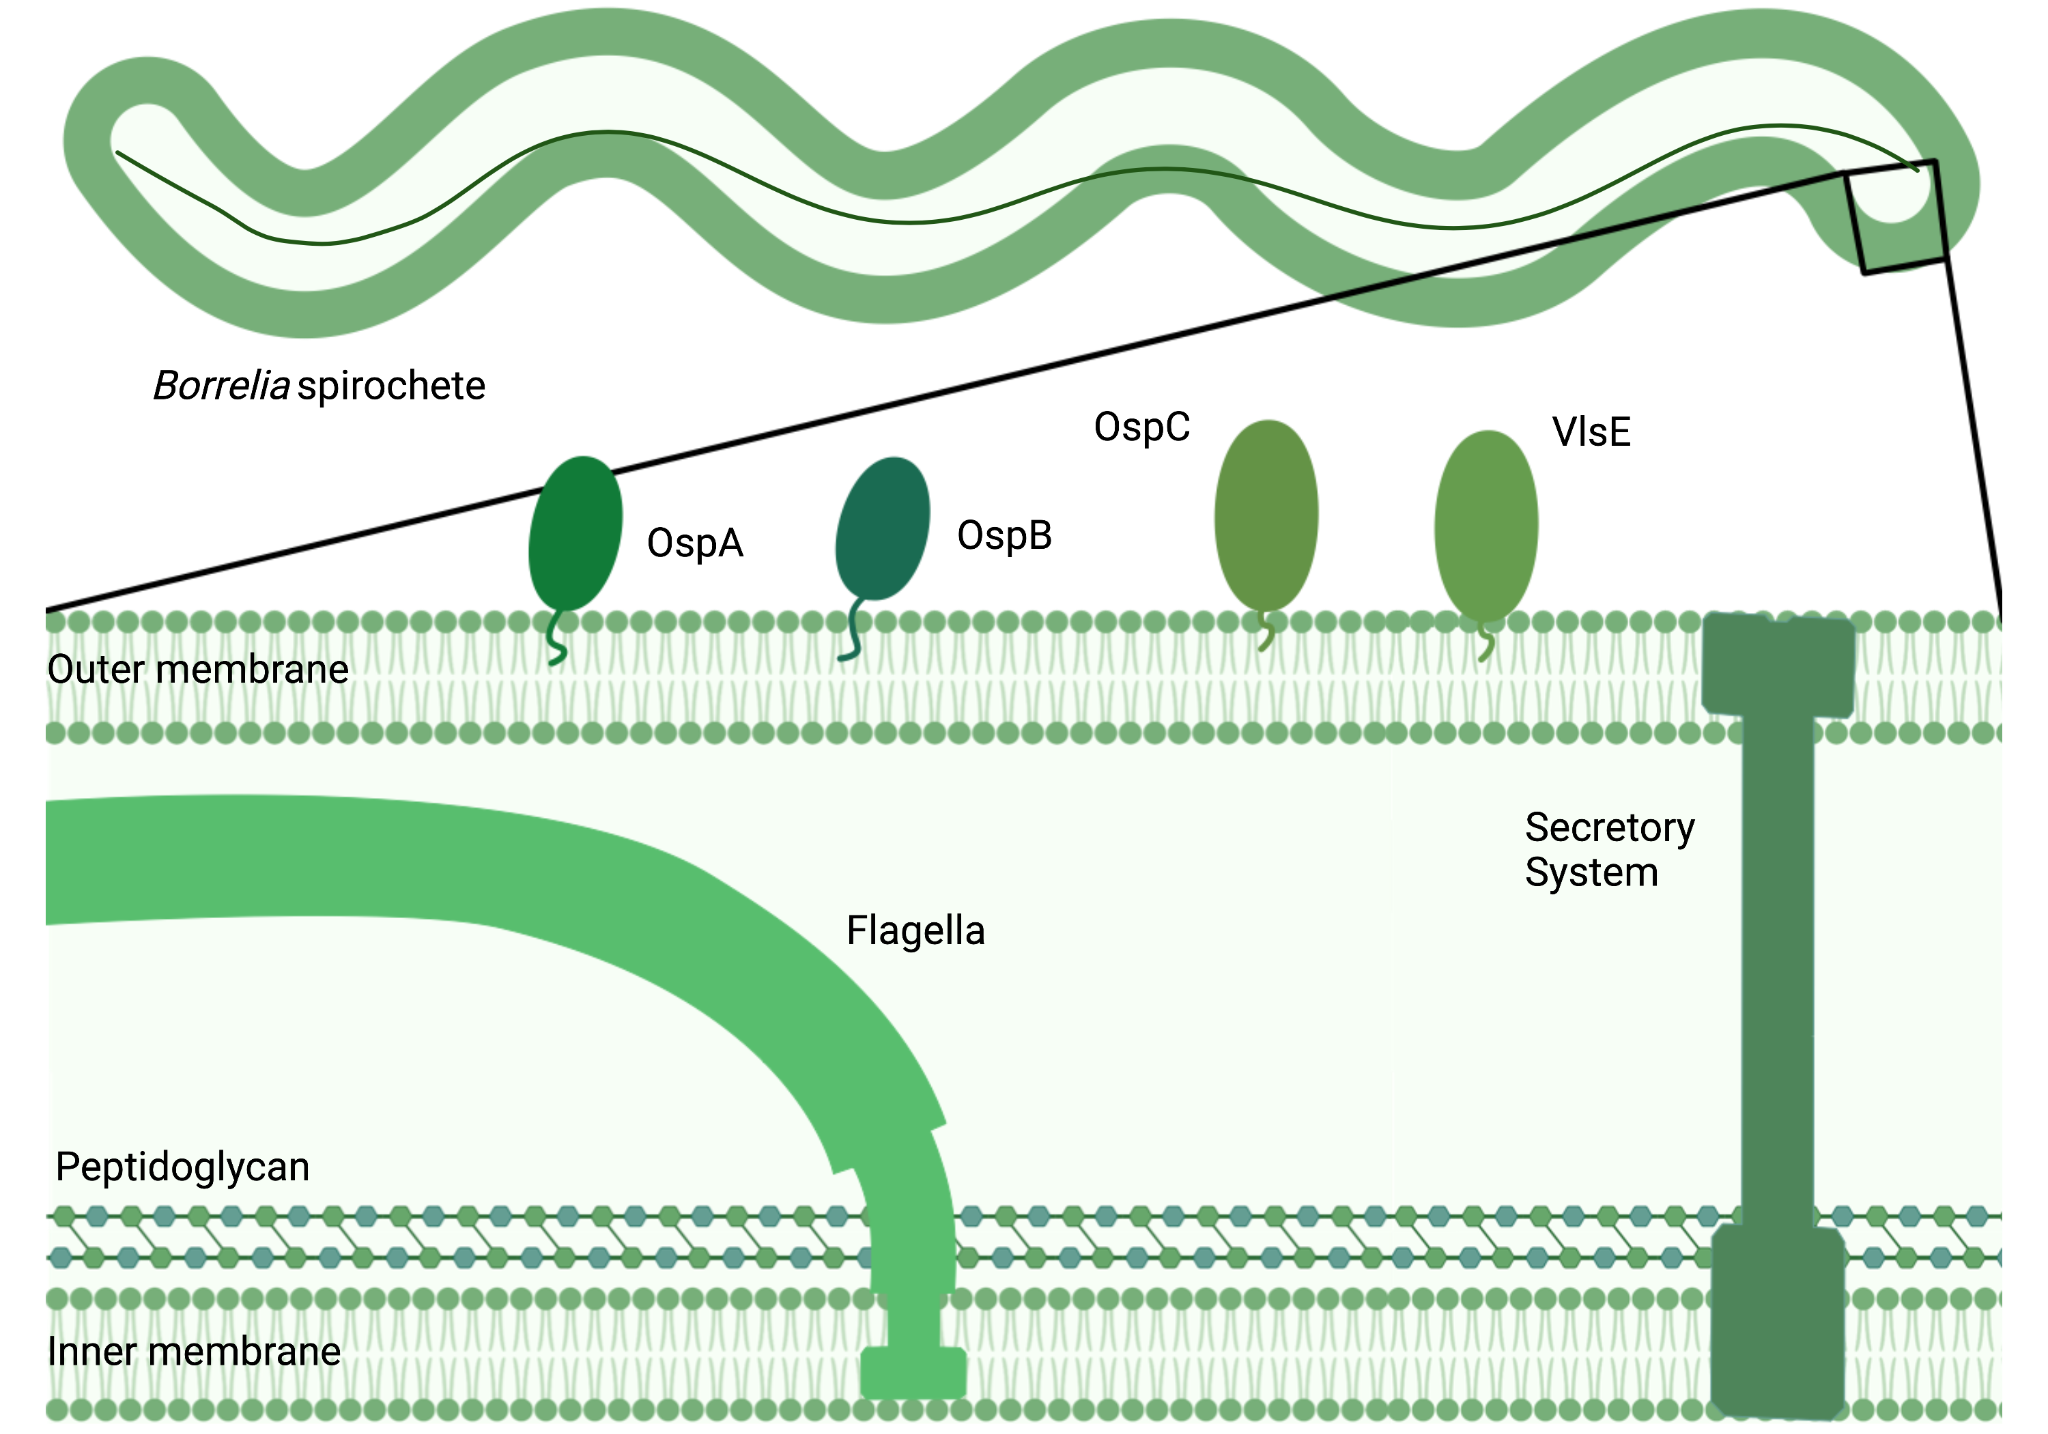 Borrelia spirochete
OspC
VlsE
OspA
OspB
Outer membrane
Secretory
System
Flagella
Peptidoglycan
Inner membrane